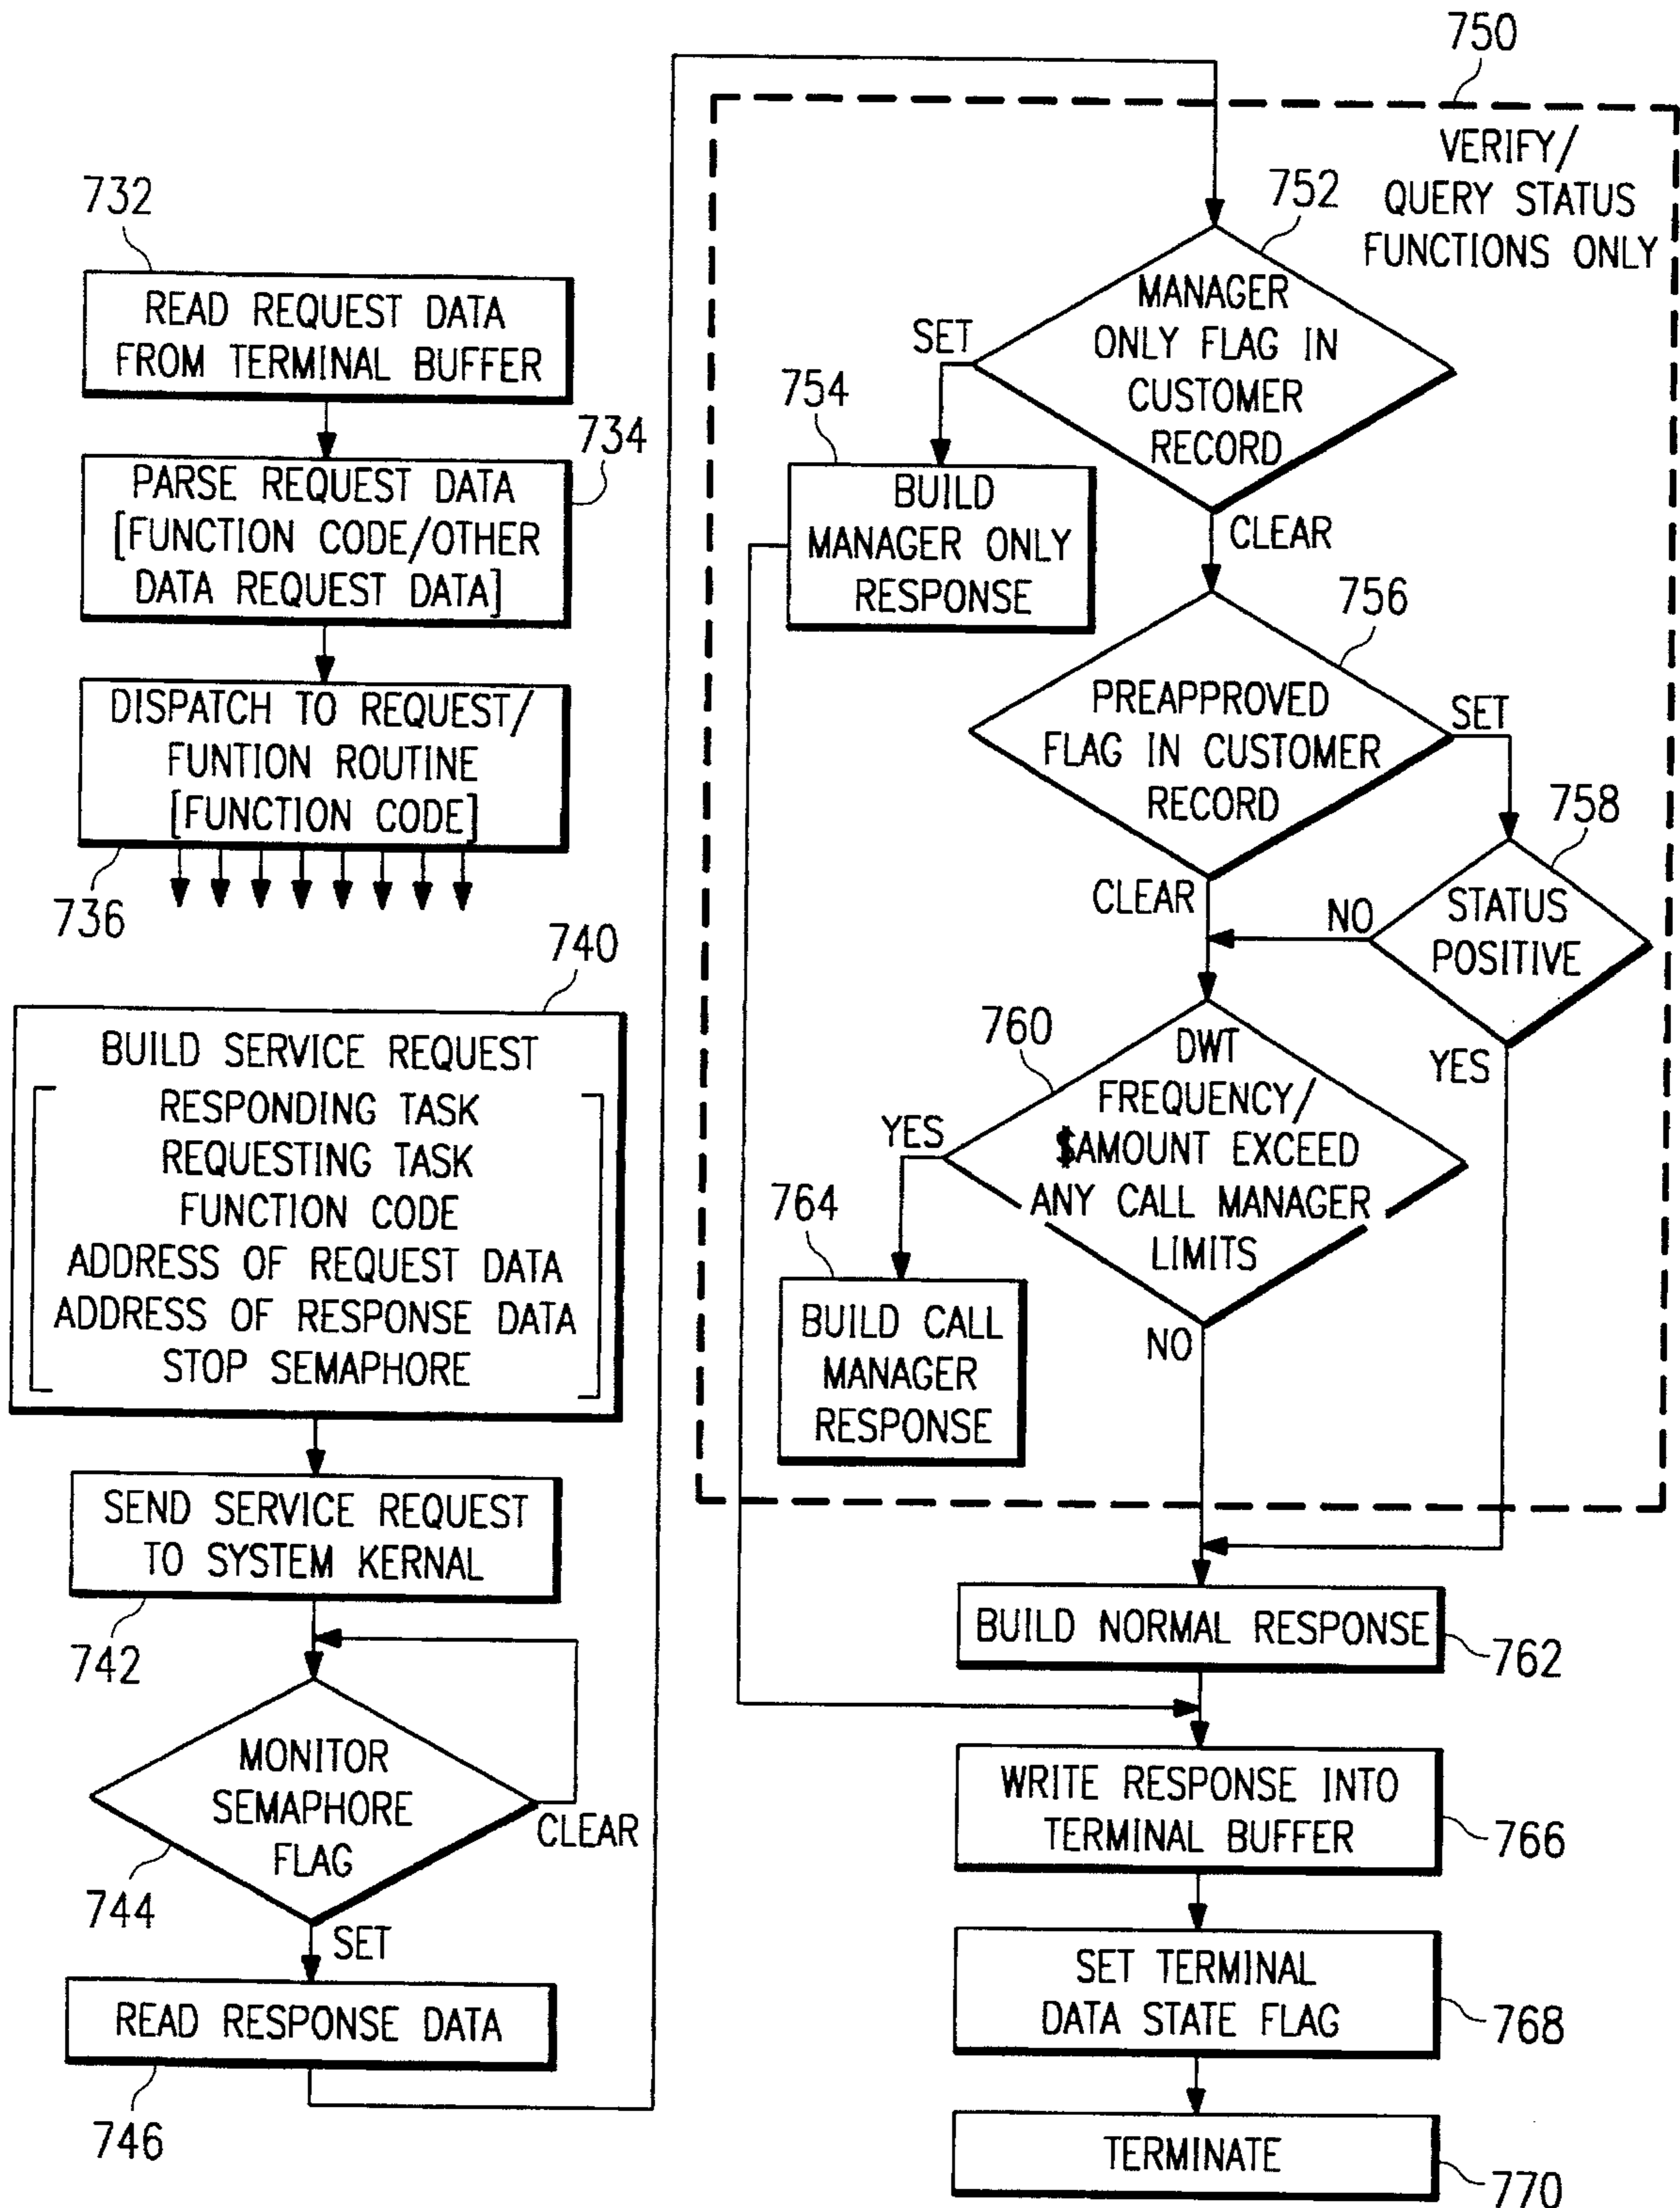 732
READ REQUEST DATA
FROM TERMINAL BUFFER
734
PARSE REQUEST DATA
[FUNCTION CODE/OTHER
DATA REQUEST DATA]
DISPATCH TO REQUEST/
FUNTION ROUTINE
[FUNCTION CODE]
736
740
BUILD SERVICE REQUEST
RESPONDING TASK
REQUESTING TASK
FUNCTION CODE
ADDRESS OF REQUEST DATA
ADDRESS OF RESPONSE DATA
STOP SEMAPHORE
SEND SERVICE REQUEST
TO SYSTEM KERNAL
742
MONITOR
SEMAPHORE
FLAG
CLEAR
744
SET
READ RESPONSE DATA
746
750
VERIFY/
QUERY STATUS
FUNCTIONS ONLY
752
MANAGER
ONLY FLAG IN
CUSTOMER
RECORD
SET
754
BUILD
MANAGER ONLY
RESPONSE
CLEAR
756
PREAPPROVED
FLAG IN CUSTOMER
RECORD
SET
758
STATUS
POSITIVE
NO
CLEAR
YES
760
DWT
FREQUENCY/
$AMOUNT EXCEED
ANY CALL MANAGER
LIMITS
YES
764
BUILD CALL
MANAGER
RESPONSE
NO
BUILD NORMAL RESPONSE
762
WRITE RESPONSE INTO
TERMINAL BUFFER
766
SET TERMINAL
DATA STATE FLAG
768
TERMINATE
770